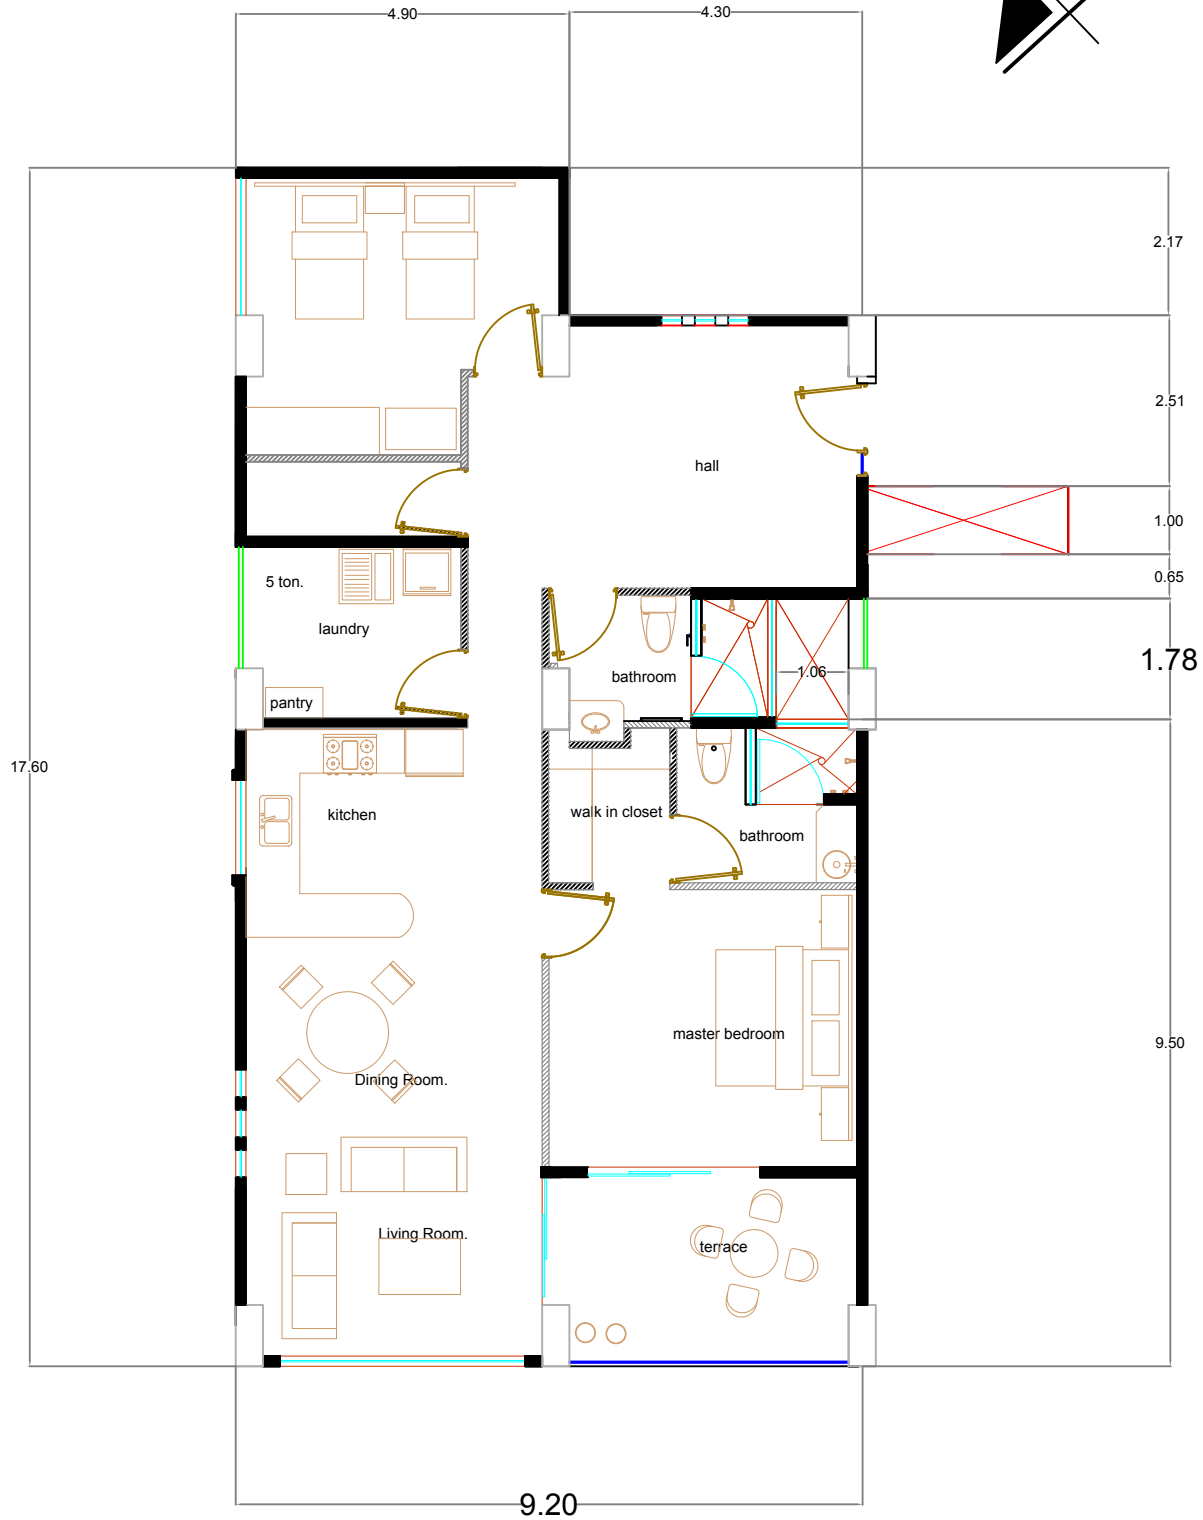 4.90
4.30
2.17
2.51
hall
1.00
5 ton.
0.65
laundry
1.78
bathroom
1.06
pantry
17.60
walk in closet
kitchen
bathroom
master bedroom
9.50
Dining Room.
Living Room.
terrace
9.20